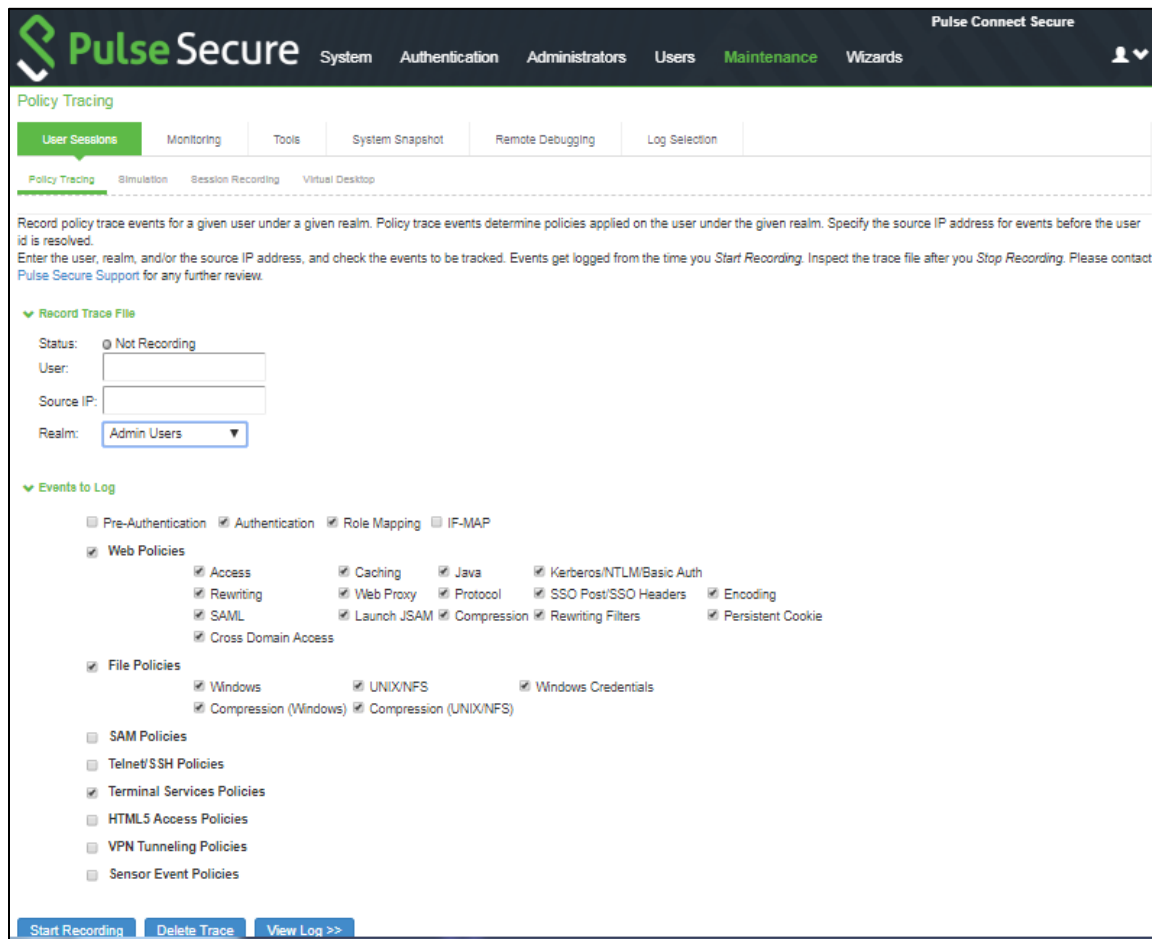 Pulse Connect Secure
Pulse Secure System Authentication Administrators Users Maintenance Wizards
Policy Tracing
User Sessions Monitoring Tools System Snapshot Remote Debugging Log Selection
Policy Tracing Simulation Session Recording Virtual Desktop
Record policy trace events for a given user under a given realm. Policy trace events determine policies applied on the user under the given realm. Specify the source IP address for events before the user
id is resolved.
Enter the user, realm, and/or the source IP address, and check the events to be tracked. Events get logged from the time you Start Recording. Inspect the trace file after you Stop Recording. Please contact
Pulse Secure Support for any further review.
Record Trace File
Status: Not Recording
User:
Source IP:
Realm: Admin Users
Events to Log
Pre-Authentication Authentication Role Mapping IF-MAP
Web Policies
Access Caching Java Kerberos/NTLM/Basic Auth
Rewriting Web Proxy Protocol SSO Post/SSO Headers Encoding
SAML Launch JSAM Compression Rewriting Filters Persistent Cookie
Cross Domain Access
File Policies
Windows UNIX/NFS Windows Credentials
Compression (Windows) Compression (UNIX/NFS)
SAM Policies
Telnet/SSH Policies
Terminal Services Policies
HTML5 Access Policies
VPN Tunneling Policies
Sensor Event Policies
Start Recording Delete Trace View Log >>